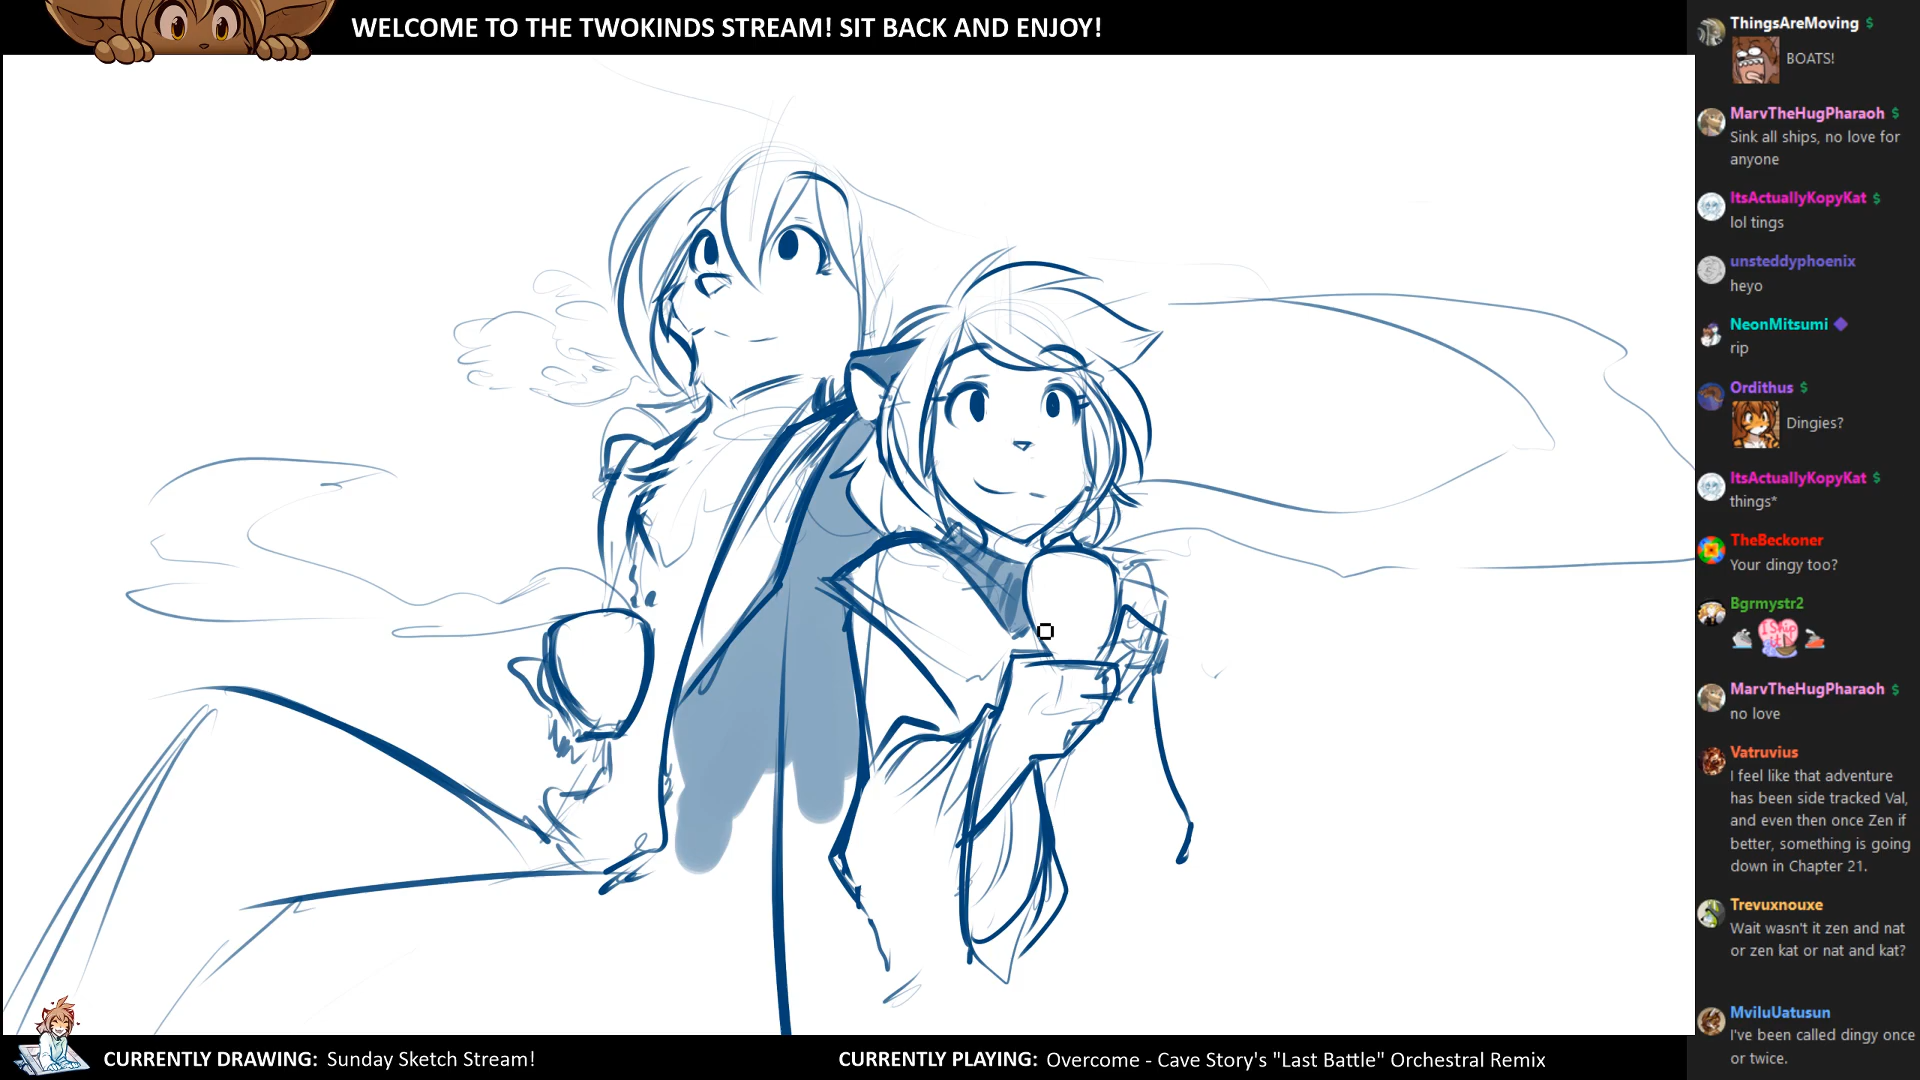 WELCOME TO THE TWOKINDS STREAM! SIT BACK AND ENJOY!
ThingsAreMoving $
BOATS!
MarvTheHugPharaoh $
Sink all ships, no love for
anyone
ItsActuallyKopyKat $
lol tings
unsteddyphoenix
heyo
NeonMitsumi
rip
Ordithus $
Dingies?
ItsActuallyKopyKat $
things*
TheBeckoner
Your dingy too?
Bgrmystr2
I Ship it
MarvTheHugPharaoh $
no love
Vatruvius
I feel like that adventure
has been side tracked Val,
and even then once Zen if
better, something is going
down in Chapter 21.
Trevuxnouxe
Wait wasn't it zen and nat
or zen kat or nat and kat?
MviluUatusun
I've been called dingy once
or twice.
CURRENTLY DRAWING: Sunday Sketch Stream!
CURRENTLY PLAYING: Overcome - Cave Story's "Last Battle" Orchestral Remix